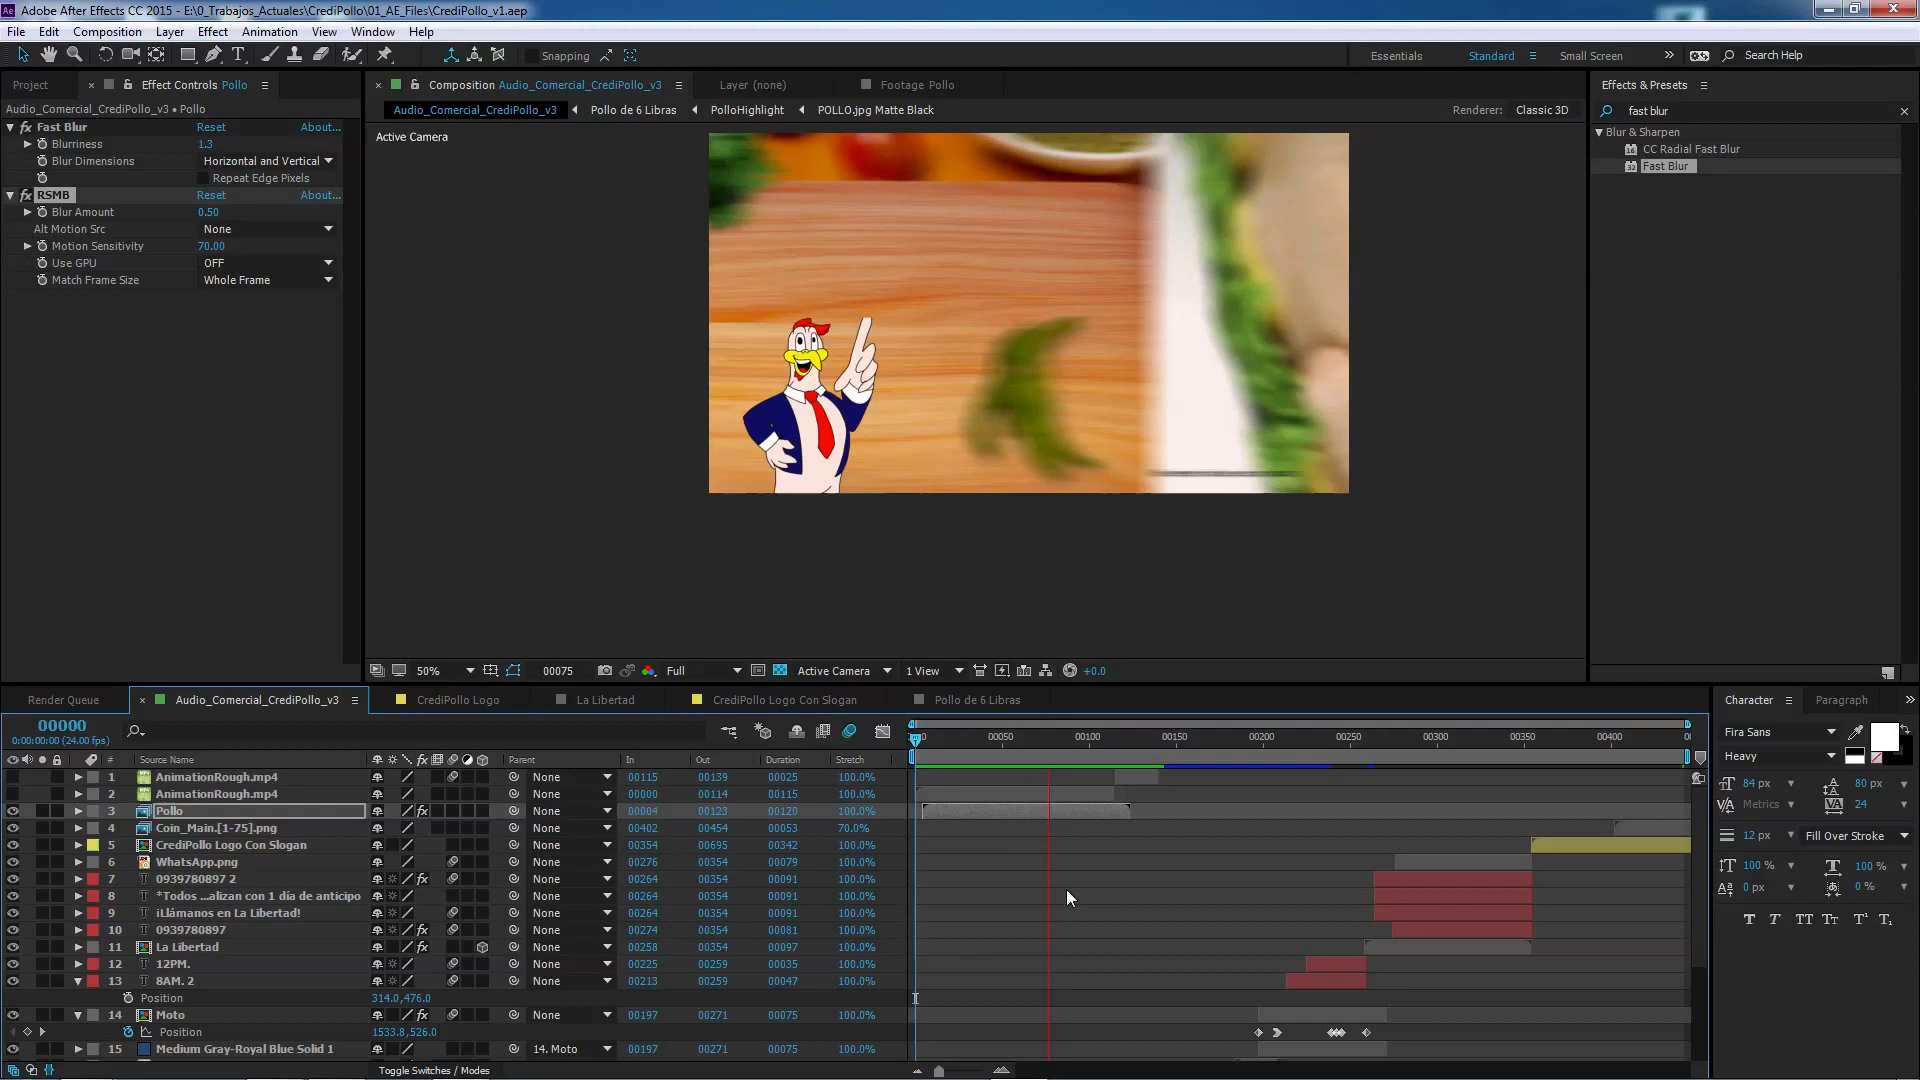 Adobe After Effects CC 2015 - E:\0_Trabajos_Actuales\CrediPollo\01_AE_Files\CrediPollo_v1.aep
File Edit Composition Layer Effect Animation View Window Help
Snapping Essentials Standard Small Screen Search Help
Project Effect Controls Pollo Composition Audio_Comercial_CrediPollo_v3 Layer (none) Footage Pollo Effects & Presets
Audio_Comercial_CrediPollo_v3 • Pollo
Audio_Comercial_CrediPollo_v3 Pollo de 6 Libras PolloHighlight POLLO.jpg Matte Black Renderer: Classic 3D
fast blur
fx Fast Blur Reset About...
Blurriness 1.3
Blur Dimensions Horizontal and Vertical
Repeat Edge Pixels
fx RSMB Reset About...
Blur Amount 0.50
Alt Motion Src None
Motion Sensitivity 70.00
Use GPU OFF
Match Frame Size Whole Frame
Active Camera
Blur & Sharpen
CC Radial Fast Blur
Fast Blur
50% 00075 Full Active Camera 1 View +0.0
Render Queue Audio_Comercial_CrediPollo_v3 CrediPollo Logo La Libertad CrediPollo Logo Con Slogan Pollo de 6 Libras
00000
0:00:00:00 (24.00 fps)
00050 00100 00150 00200 00250 00300 00350 00400
# Source Name Parent In Out Duration Stretch
1 AnimationRough.mp4 None 00115 00139 00025 100.0%
2 AnimationRough.mp4 None 00000 00114 00115 100.0%
3 Pollo fx None 00004 00123 00120 100.0%
4 Coin_Main.[1-75].png None 00402 00454 00053 70.0%
5 CrediPollo Logo Con Slogan None 00354 00695 00342 100.0%
6 WhatsApp.png None 00276 00354 00079 100.0%
7 T 0939780897 2 fx None 00264 00354 00091 100.0%
8 T *Todos ...alizan con 1 día de anticipo None 00264 00354 00091 100.0%
9 T ¡Llámanos en La Libertad! None 00264 00354 00091 100.0%
10 T 0939780897 fx None 00274 00354 00081 100.0%
11 La Libertad fx None 00258 00354 00097 100.0%
12 T 12PM. None 00225 00259 00035 100.0%
13 T 8AM. 2 None 00213 00259 00047 100.0%
Position 314.0,476.0
14 Moto fx None 00197 00271 00075 100.0%
Position 1533.8,526.0
15 Medium Gray-Royal Blue Solid 1 14. Moto 00197 00271 00075 100.0%
Toggle Switches / Modes
Character Paragraph
Fira Sans
Heavy
84 px 80 px
Metrics 24
12 px Fill Over Stroke
100 % 100 %
0 px 0 %
T T TT Tt T¹ T₁